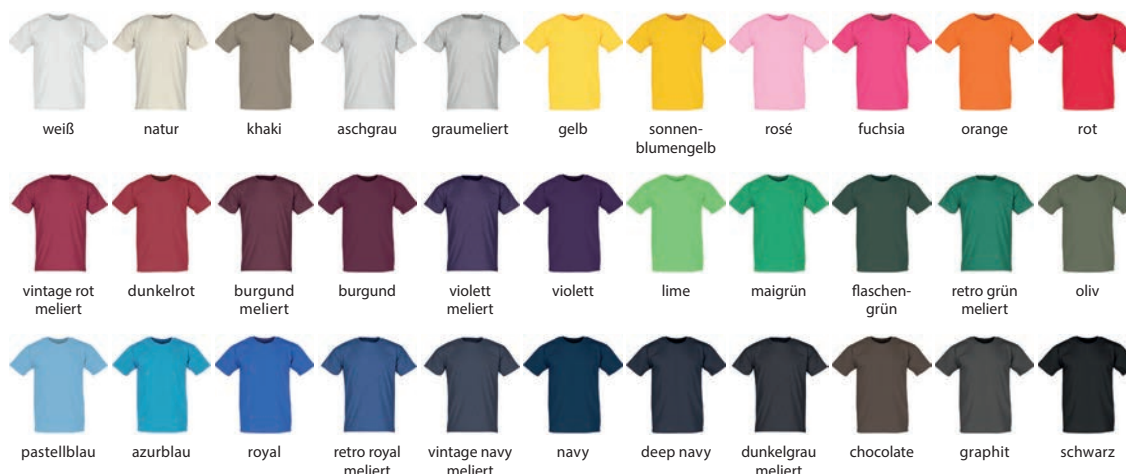 weiß
natur
khaki
aschgrau
graumeliert
gelb
sonnen-
blumengelb
rosé
fuchsia
orange
rot
vintage rot
meliert
dunkelrot
burgund
meliert
burgund
violett
meliert
violett
lime
maigrün
flaschen-
grün
retro grün
meliert
oliv
pastellblau
azurblau
royal
retro royal
meliert
vintage navy
meliert
navy
deep navy
dunkelgrau
meliert
chocolate
graphit
schwarz